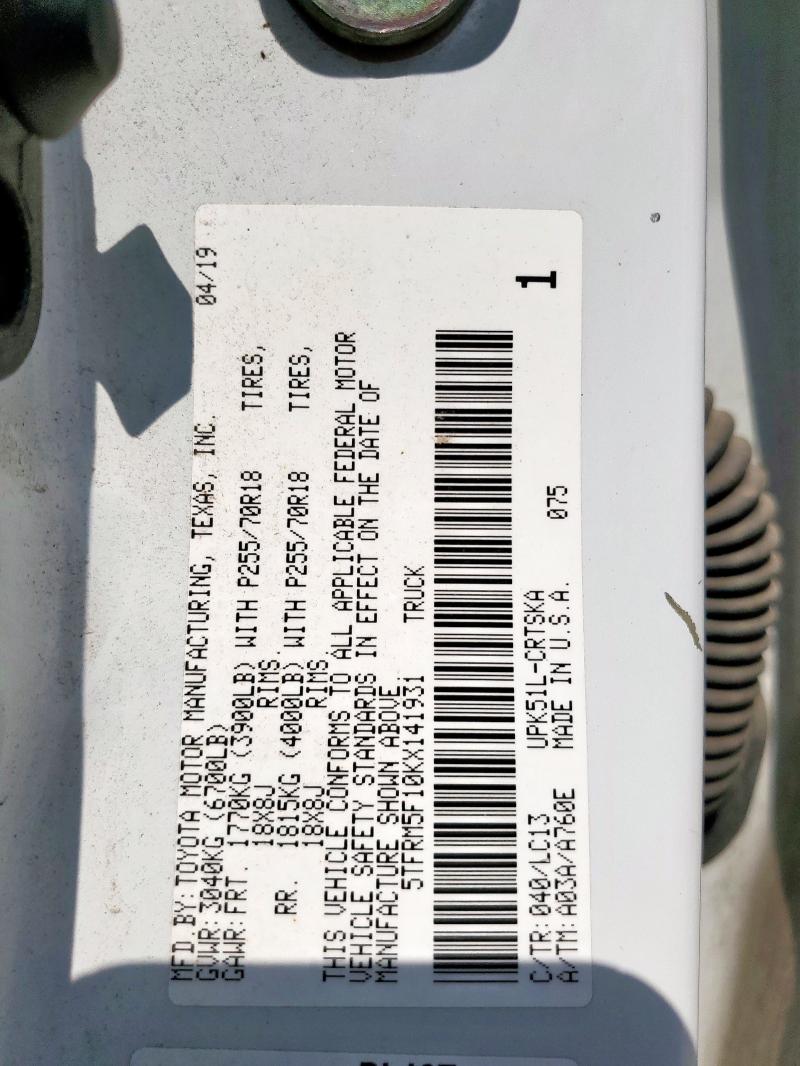 MFD.BY:TOYOTA MOTOR MANUFACTURING, TEXAS, INC. 04/19
GVWR:3040KG (6700LB)
GAWR:FRT. 1770KG (3900LB) WITH P255/70R18 TIRES,
18X8J RIMS.
RR. 1815KG (4000LB) WITH P255/70R18 TIRES,
18X8J RIMS
THIS VEHICLE CONFORMS TO ALL APPLICABLE FEDERAL MOTOR
VEHICLE SAFETY STANDARDS IN EFFECT ON THE DATE OF
MANUFACTURE SHOWN ABOVE.
5TFRM5F10KX141931 TRUCK
C/TR:040/LC13 UPK51L-CRTSKA 1
A/TM:A03A/A760E MADE IN U.S.A. 075